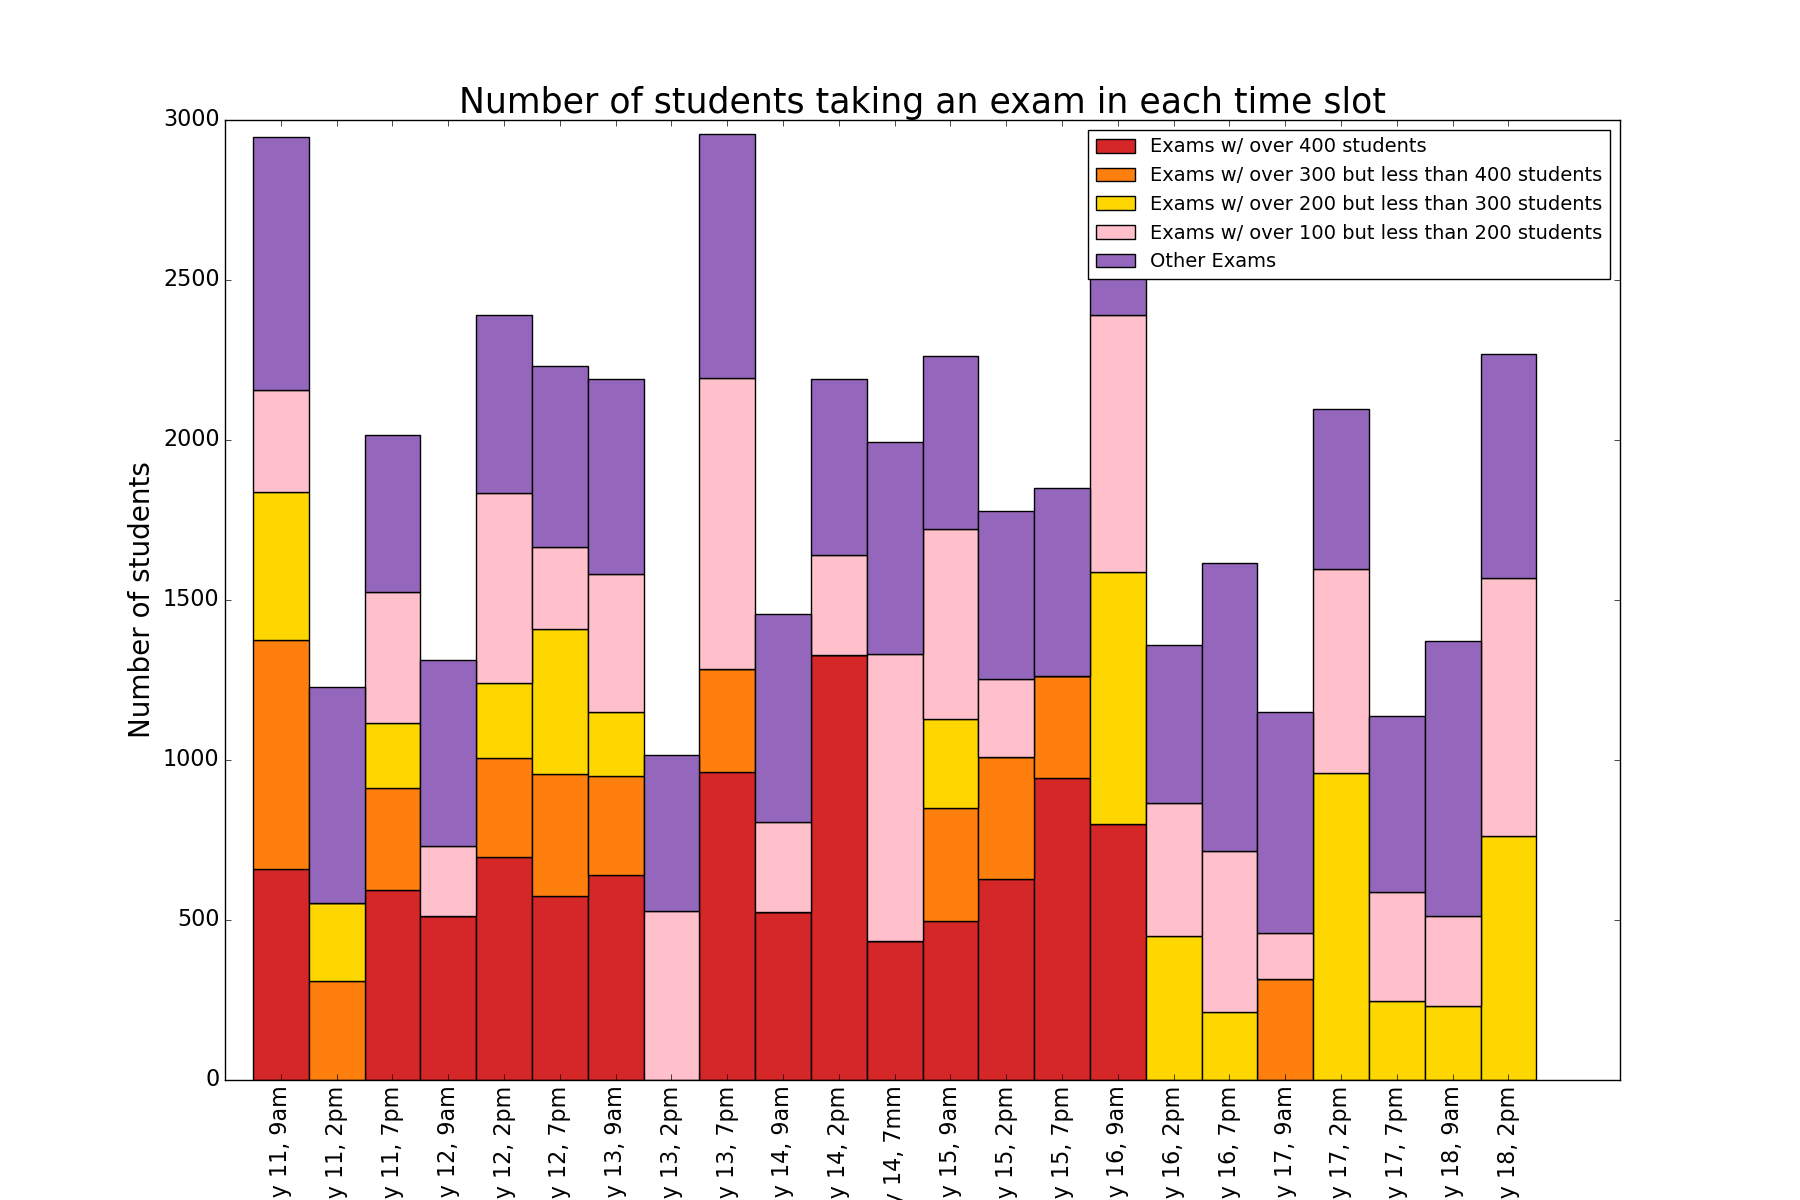 Number of students taking an exam in each time slot
Exams w/ over 400 students
Exams w/ over 300 but less than 400 students
Exams w/ over 200 but less than 300 students
Exams w/ over 100 but less than 200 students
Other Exams
Number of students
3000
2500
2000
1500
1000
500
0
y 11, 9am
y 11, 2pm
y 11, 7pm
y 12, 9am
y 12, 2pm
y 12, 7pm
y 13, 9am
y 13, 2pm
y 13, 7pm
y 14, 9am
y 14, 2pm
y 14, 7mm
y 15, 9am
y 15, 2pm
y 15, 7pm
y 16, 9am
y 16, 2pm
y 16, 7pm
y 17, 9am
y 17, 2pm
y 17, 7pm
y 18, 9am
y 18, 2pm